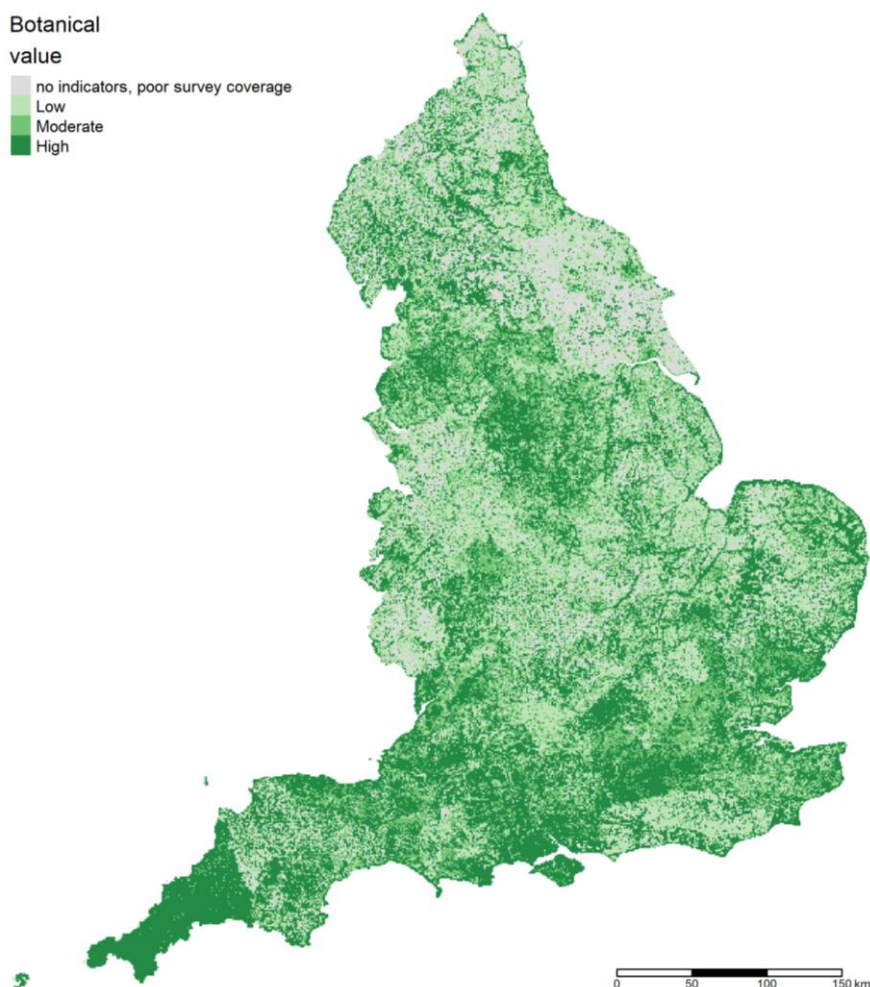 Botanical
value
no indicators, poor survey coverage
Low
Moderate
High
0 50 100 150 km